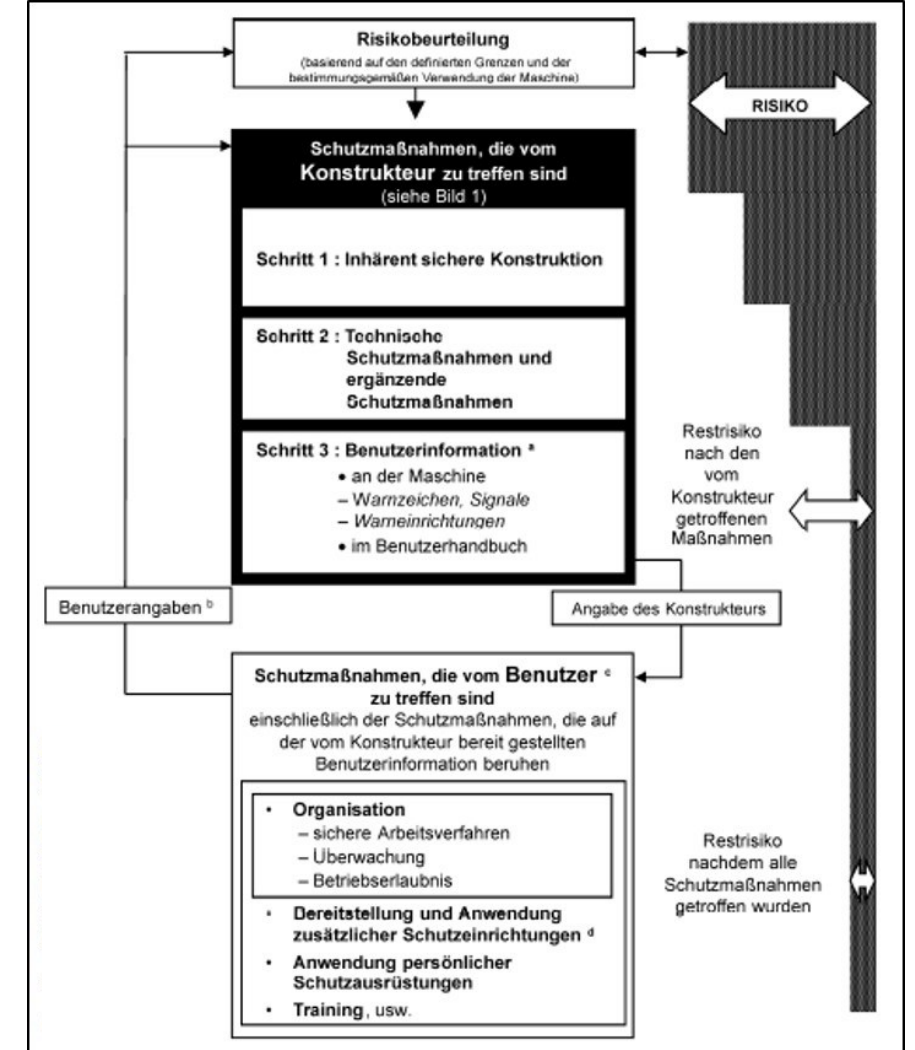 Risikobeurteilung
(basierend auf den definierten Grenzen und der
bestimmungsgemäßen Verwendung der Maschine)
RISIKO
Schutzmaßnahmen, die vom
Konstrukteur zu treffen sind
(siehe Bild 1)
Schritt 1 : Inhärent sichere Konstruktion
Schritt 2 : Technische
Schutzmaßnahmen und
ergänzende
Schutzmaßnahmen
Schritt 3 : Benutzerinformation a
• an der Maschine
– Warnzeichen, Signale
– Warneinrichtungen
• im Benutzerhandbuch
Restrisiko
nach den
vom
Konstrukteur
getroffenen
Maßnahmen
Benutzerangaben b
Angabe des Konstrukteurs
Schutzmaßnahmen, die vom Benutzer c
zu treffen sind
einschließlich der Schutzmaßnahmen, die auf
der vom Konstrukteur bereit gestellten
Benutzerinformation beruhen
• Organisation
– sichere Arbeitsverfahren
– Überwachung
– Betriebserlaubnis
• Bereitstellung und Anwendung
zusätzlicher Schutzeinrichtungen d
• Anwendung persönlicher
Schutzausrüstungen
• Training, usw.
Restrisiko
nachdem alle
Schutzmaßnahmen
getroffen wurden